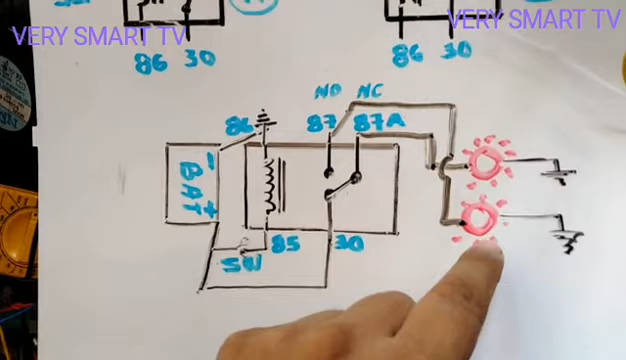 VERY SMART TV
VERY SMART TV
86 30
86 30
NO NC
86 87 87A
- BAT +
SW 85 30